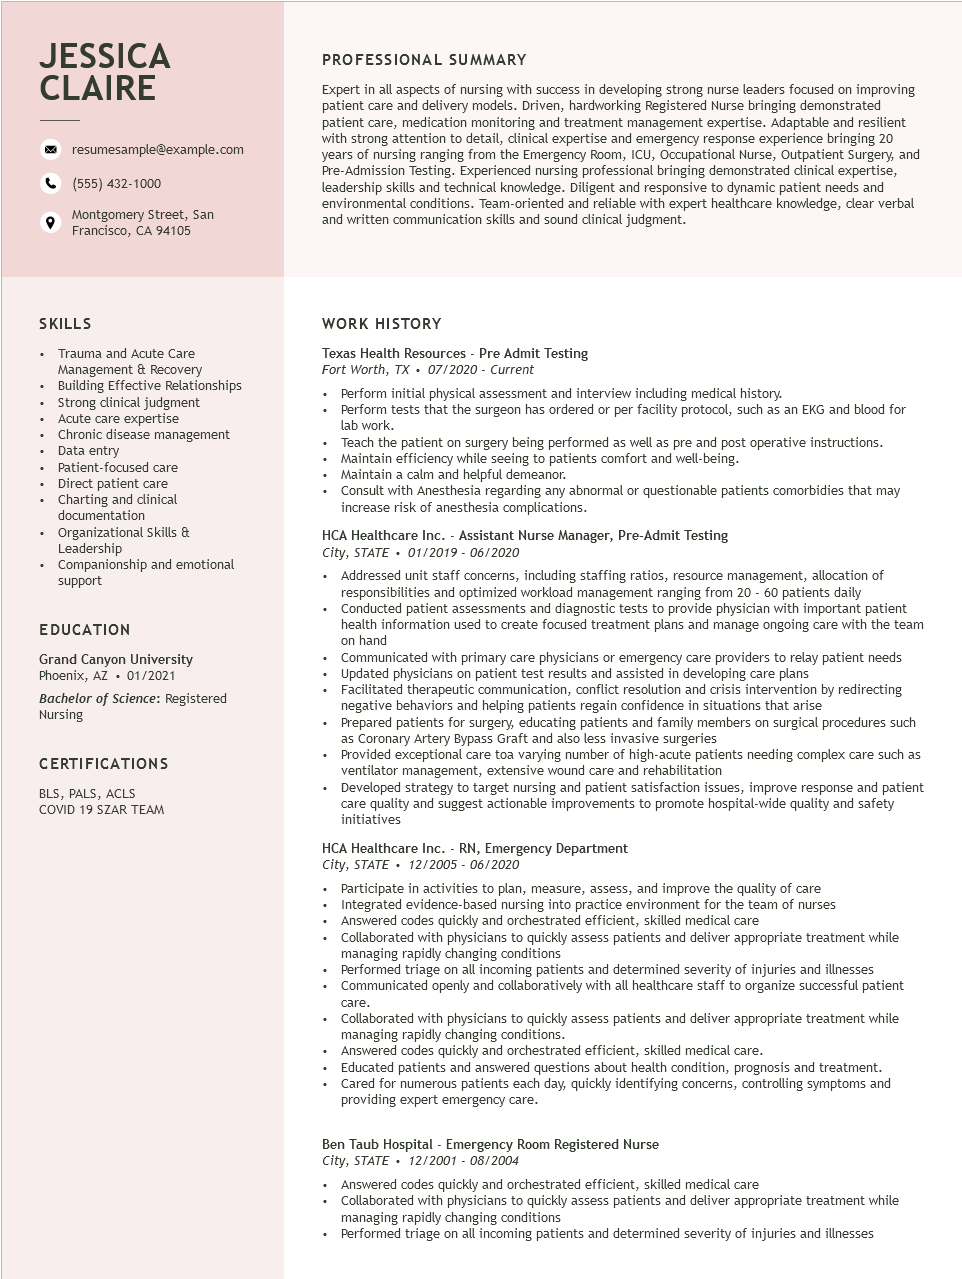 JESSICA
CLAIRE
resumesample@example.com
(555) 432-1000
Montgomery Street, San
Francisco, CA 94105
PROFESSIONAL SUMMARY
Expert in all aspects of nursing with success in developing strong nurse leaders focused on improving
patient care and delivery models. Driven, hardworking Registered Nurse bringing demonstrated
patient care, medication monitoring and treatment management expertise. Adaptable and resilient
with strong attention to detail, clinical expertise and emergency response experience bringing 20
years of nursing ranging from the Emergency Room, ICU, Occupational Nurse, Outpatient Surgery, and
Pre-Admission Testing. Experienced nursing professional bringing demonstrated clinical expertise,
leadership skills and technical knowledge. Diligent and responsive to dynamic patient needs and
environmental conditions. Team-oriented and reliable with expert healthcare knowledge, clear verbal
and written communication skills and sound clinical judgment.
SKILLS
• Trauma and Acute Care
Management & Recovery
• Building Effective Relationships
• Strong clinical judgment
• Acute care expertise
• Chronic disease management
• Data entry
• Patient-focused care
• Direct patient care
• Charting and clinical
documentation
• Organizational Skills &
Leadership
• Companionship and emotional
support
EDUCATION
Grand Canyon University
Phoenix, AZ • 01/2021
Bachelor of Science: Registered
Nursing
CERTIFICATIONS
BLS, PALS, ACLS
COVID 19 SZAR TEAM
WORK HISTORY
Texas Health Resources - Pre Admit Testing
Fort Worth, TX • 07/2020 - Current
• Perform initial physical assessment and interview including medical history.
• Perform tests that the surgeon has ordered or per facility protocol, such as an EKG and blood for
lab work.
• Teach the patient on surgery being performed as well as pre and post operative instructions.
• Maintain efficiency while seeing to patients comfort and well-being.
• Maintain a calm and helpful demeanor.
• Consult with Anesthesia regarding any abnormal or questionable patients comorbidies that may
increase risk of anesthesia complications.
HCA Healthcare Inc. - Assistant Nurse Manager, Pre-Admit Testing
City, STATE • 01/2019 - 06/2020
• Addressed unit staff concerns, including staffing ratios, resource management, allocation of
responsibilities and optimized workload management ranging from 20 - 60 patients daily
• Conducted patient assessments and diagnostic tests to provide physician with important patient
health information used to create focused treatment plans and manage ongoing care with the team
on hand
• Communicated with primary care physicians or emergency care providers to relay patient needs
• Updated physicians on patient test results and assisted in developing care plans
• Facilitated therapeutic communication, conflict resolution and crisis intervention by redirecting
negative behaviors and helping patients regain confidence in situations that arise
• Prepared patients for surgery, educating patients and family members on surgical procedures such
as Coronary Artery Bypass Graft and also less invasive surgeries
• Provided exceptional care toa varying number of high-acute patients needing complex care such as
ventilator management, extensive wound care and rehabilitation
• Developed strategy to target nursing and patient satisfaction issues, improve response and patient
care quality and suggest actionable improvements to promote hospital-wide quality and safety
initiatives
HCA Healthcare Inc. - RN, Emergency Department
City, STATE • 12/2005 - 06/2020
• Participate in activities to plan, measure, assess, and improve the quality of care
• Integrated evidence-based nursing into practice environment for the team of nurses
• Answered codes quickly and orchestrated efficient, skilled medical care
• Collaborated with physicians to quickly assess patients and deliver appropriate treatment while
managing rapidly changing conditions
• Performed triage on all incoming patients and determined severity of injuries and illnesses
• Communicated openly and collaboratively with all healthcare staff to organize successful patient
care.
• Collaborated with physicians to quickly assess patients and deliver appropriate treatment while
managing rapidly changing conditions.
• Answered codes quickly and orchestrated efficient, skilled medical care.
• Educated patients and answered questions about health condition, prognosis and treatment.
• Cared for numerous patients each day, quickly identifying concerns, controlling symptoms and
providing expert emergency care.
Ben Taub Hospital - Emergency Room Registered Nurse
City, STATE • 12/2001 - 08/2004
• Answered codes quickly and orchestrated efficient, skilled medical care
• Collaborated with physicians to quickly assess patients and deliver appropriate treatment while
managing rapidly changing conditions
• Performed triage on all incoming patients and determined severity of injuries and illnesses